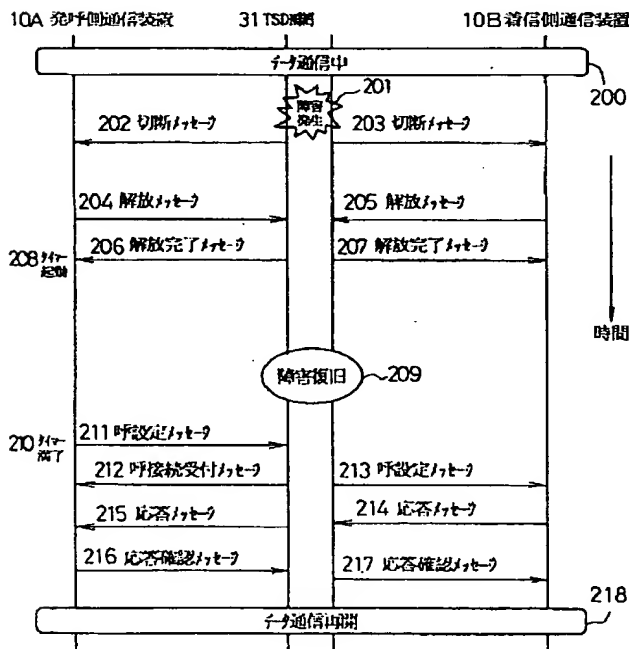 10A 発呼側通信装置
31 ISDN網
10B 着信側通信装置
データ通信中
200
201
障害
発生
202 切断メッセージ
203 切断メッセージ
204 解放メッセージ
205 解放メッセージ
206 解放完了メッセージ
207 解放完了メッセージ
208 タイマー
起動
時間
障害復旧
209
211 呼設定メッセージ
210 タイマー
満了
212 呼接続受付メッセージ
213 呼設定メッセージ
215 応答メッセージ
214 応答メッセージ
216 応答確認メッセージ
217 応答確認メッセージ
データ通信再開
218